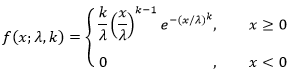 f(x; λ, k) = { k/λ (x/λ)^{k−1} e^{−(x/λ)^k}, x ≥ 0
0 , x < 0